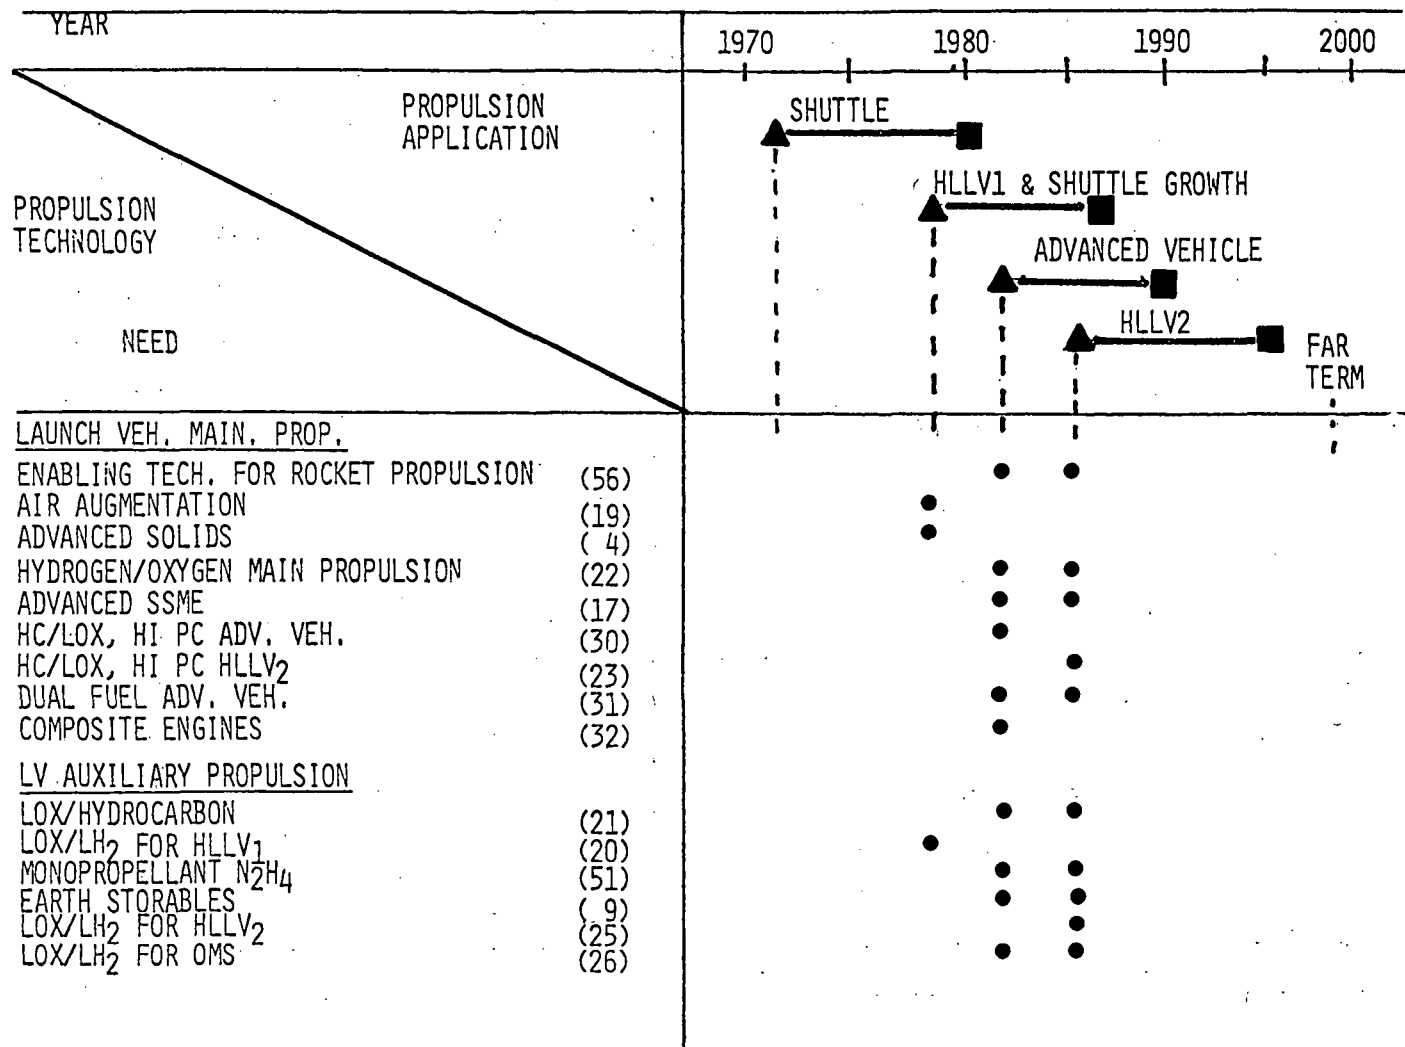 YEAR
1970 1980 1990 2000
PROPULSION
APPLICATION
PROPULSION
TECHNOLOGY
NEED
SHUTTLE
HLLV1 & SHUTTLE GROWTH
ADVANCED VEHICLE
HLLV2
FAR
TERM
LAUNCH VEH. MAIN. PROP.
ENABLING TECH. FOR ROCKET PROPULSION (56)
AIR AUGMENTATION (19)
ADVANCED SOLIDS ( 4)
HYDROGEN/OXYGEN MAIN PROPULSION (22)
ADVANCED SSME (17)
HC/LOX, HI PC ADV. VEH. (30)
HC/LOX, HI PC HLLV2 (23)
DUAL FUEL ADV. VEH. (31)
COMPOSITE ENGINES (32)
LV AUXILIARY PROPULSION
LOX/HYDROCARBON (21)
LOX/LH2 FOR HLLV1 (20)
MONOPROPELLANT N2H4 (51)
EARTH STORABLES ( 9)
LOX/LH2 FOR HLLV2 (25)
LOX/LH2 FOR OMS (26)